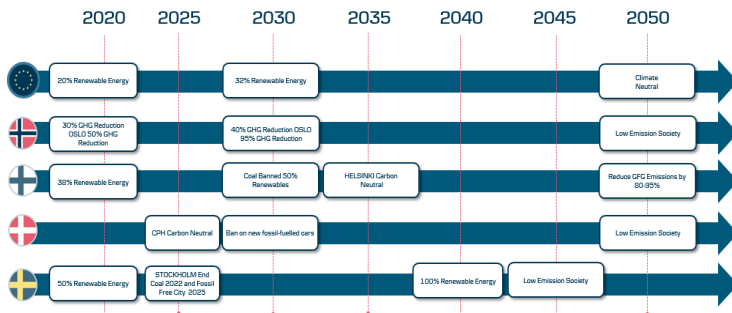 2020 2025 2030 2035 2040 2045 2050
20% Renewable Energy
32% Renewable Energy
Climate
Neutral
30% GHG Reduction
OSLO 50% GHG
Reduction
40% GHG Reduction OSLO
95% GHG Reduction
Low Emission Society
38% Renewable Energy
Coal Banned 50%
Renewables
HELSINKI Carbon
Neutral
Reduce GFG Emissions by
80-95%
CPH Carbon Neutral
Ban on new fossil-fuelled cars
Low Emission Society
50% Renewable Energy
STOCKHOLM End
Coal 2022 and Fossil
Free City 2025
100% Renewable Energy
Low Emission Society